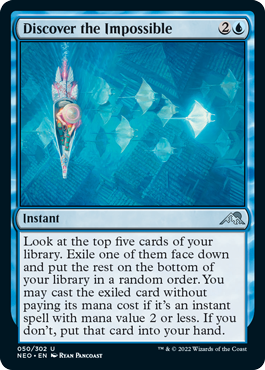 Discover the Impossible 2
Instant
Look at the top five cards of your
library. Exile one of them face down
and put the rest on the bottom of
your library in a random order. You
may cast the exiled card without
paying its mana cost if it's an instant
spell with mana value 2 or less. If you
don't, put that card into your hand.
050/302 U
NEO • EN Ryan Pancoast
™ & © 2022 Wizards of the Coast